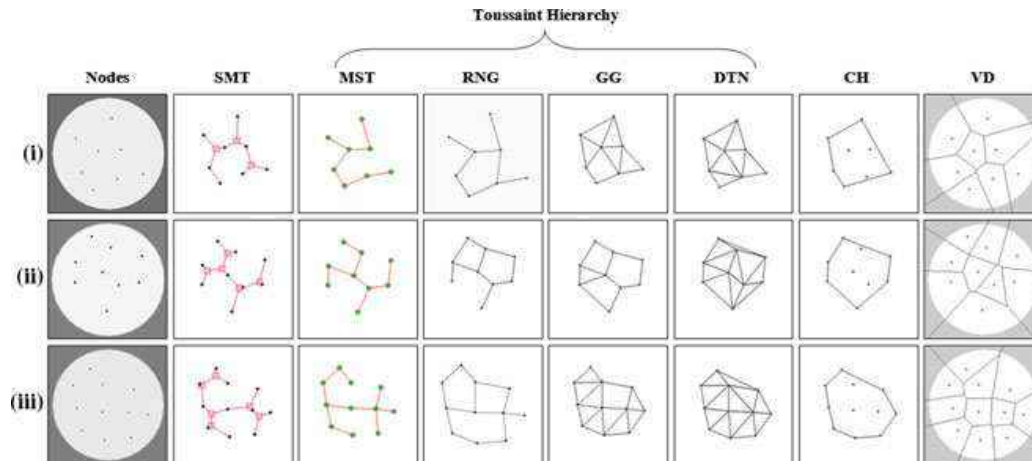 Toussaint Hierarchy
Nodes SMT MST RNG GG DTN CH VD
(i)
(ii)
(iii)